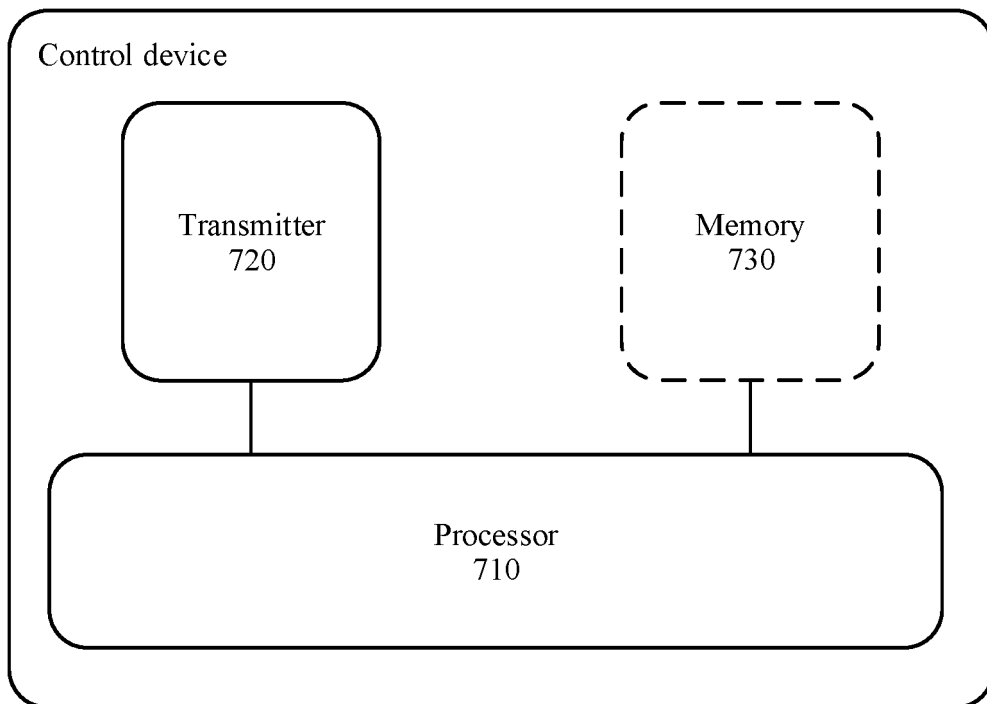 Control device
Transmitter
720
Memory
730
Processor
710